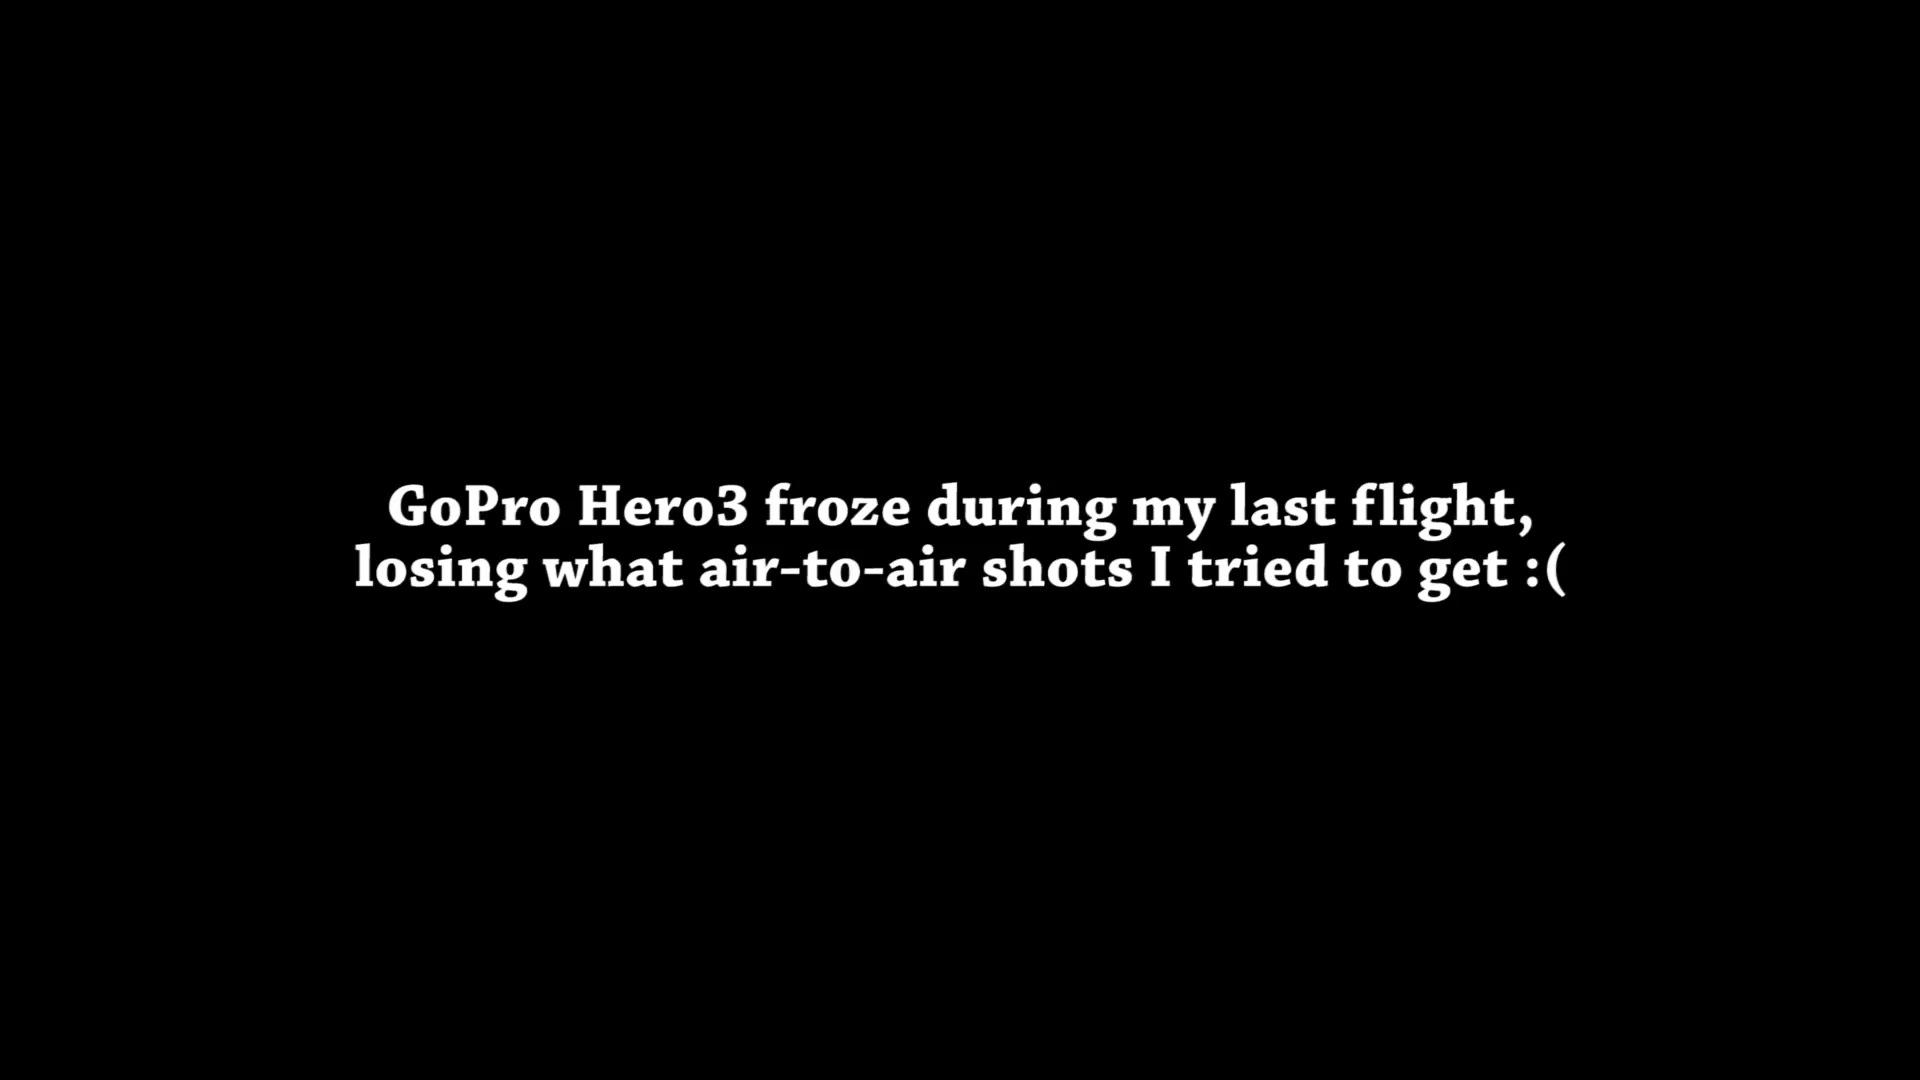 GoPro Hero3 froze during my last flight,
losing what air-to-air shots I tried to get :(